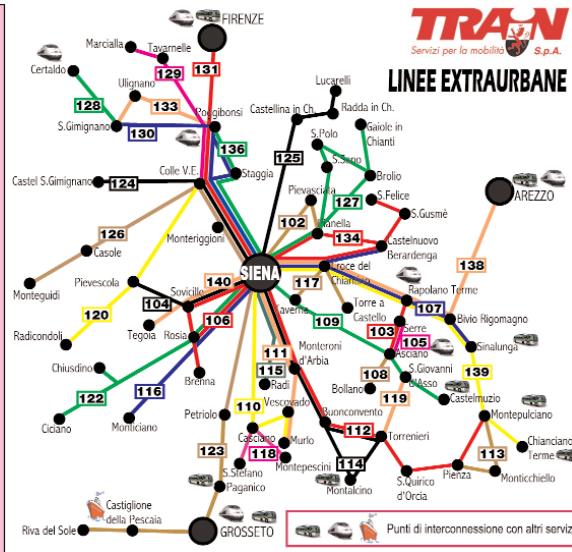 TRA-N
Servizi per la mobilità S.p.A.
LINEE EXTRAURBANE
FIRENZE
Marcialla
Tavarnelle
Certaldo
131
129
Ulignano
128
133
Poggibonsi
S.Gimignano
130
136
Staggia
Colle V.E.
Castel S.Gimignano
124
Lucarelli
Castellina in Ch.
Radda in Ch.
S.Polo
Gaiole in
Chianti
125
S.Sano
Brolio
Pievasciata
127
S.Felice
102
Pianella
S.Gusmè
134
Castelnuovo
Berardenga
AREZZO
138
126
Casole
Monteriggioni
Monteguidi
Pievescola
SIENA
Croce del
Chianti
117
Rapolano Terme
107
Bivio Rigomagno
140
Sovicille
104
120
Radicondoli
Tegoia
106
Rosia
Taverna
Torre a
Castello
109
103
Serre
105
Asciano
Sinalunga
139
111
Monteroni
d'Arbia
Chiusdino
116
Brenna
115
Radi
108
Bollano
S.Giovanni
d'Asso
119
Castelmuzio
122
Ciciano
Monticiano
Petriolo
110
Vescovado
Buonconvento
Montepulciano
112
Torrenieri
Casciano
Murlo
118
S.Stefano
Montepescini
114
123
Paganico
Montalcino
Chianciano
Terme
113
Pienza
Monticchiello
S.Quirico
d'Orcia
Castiglione
della Pescaia
Riva del Sole
GROSSETO
Punti di interconnessione con altri serviz